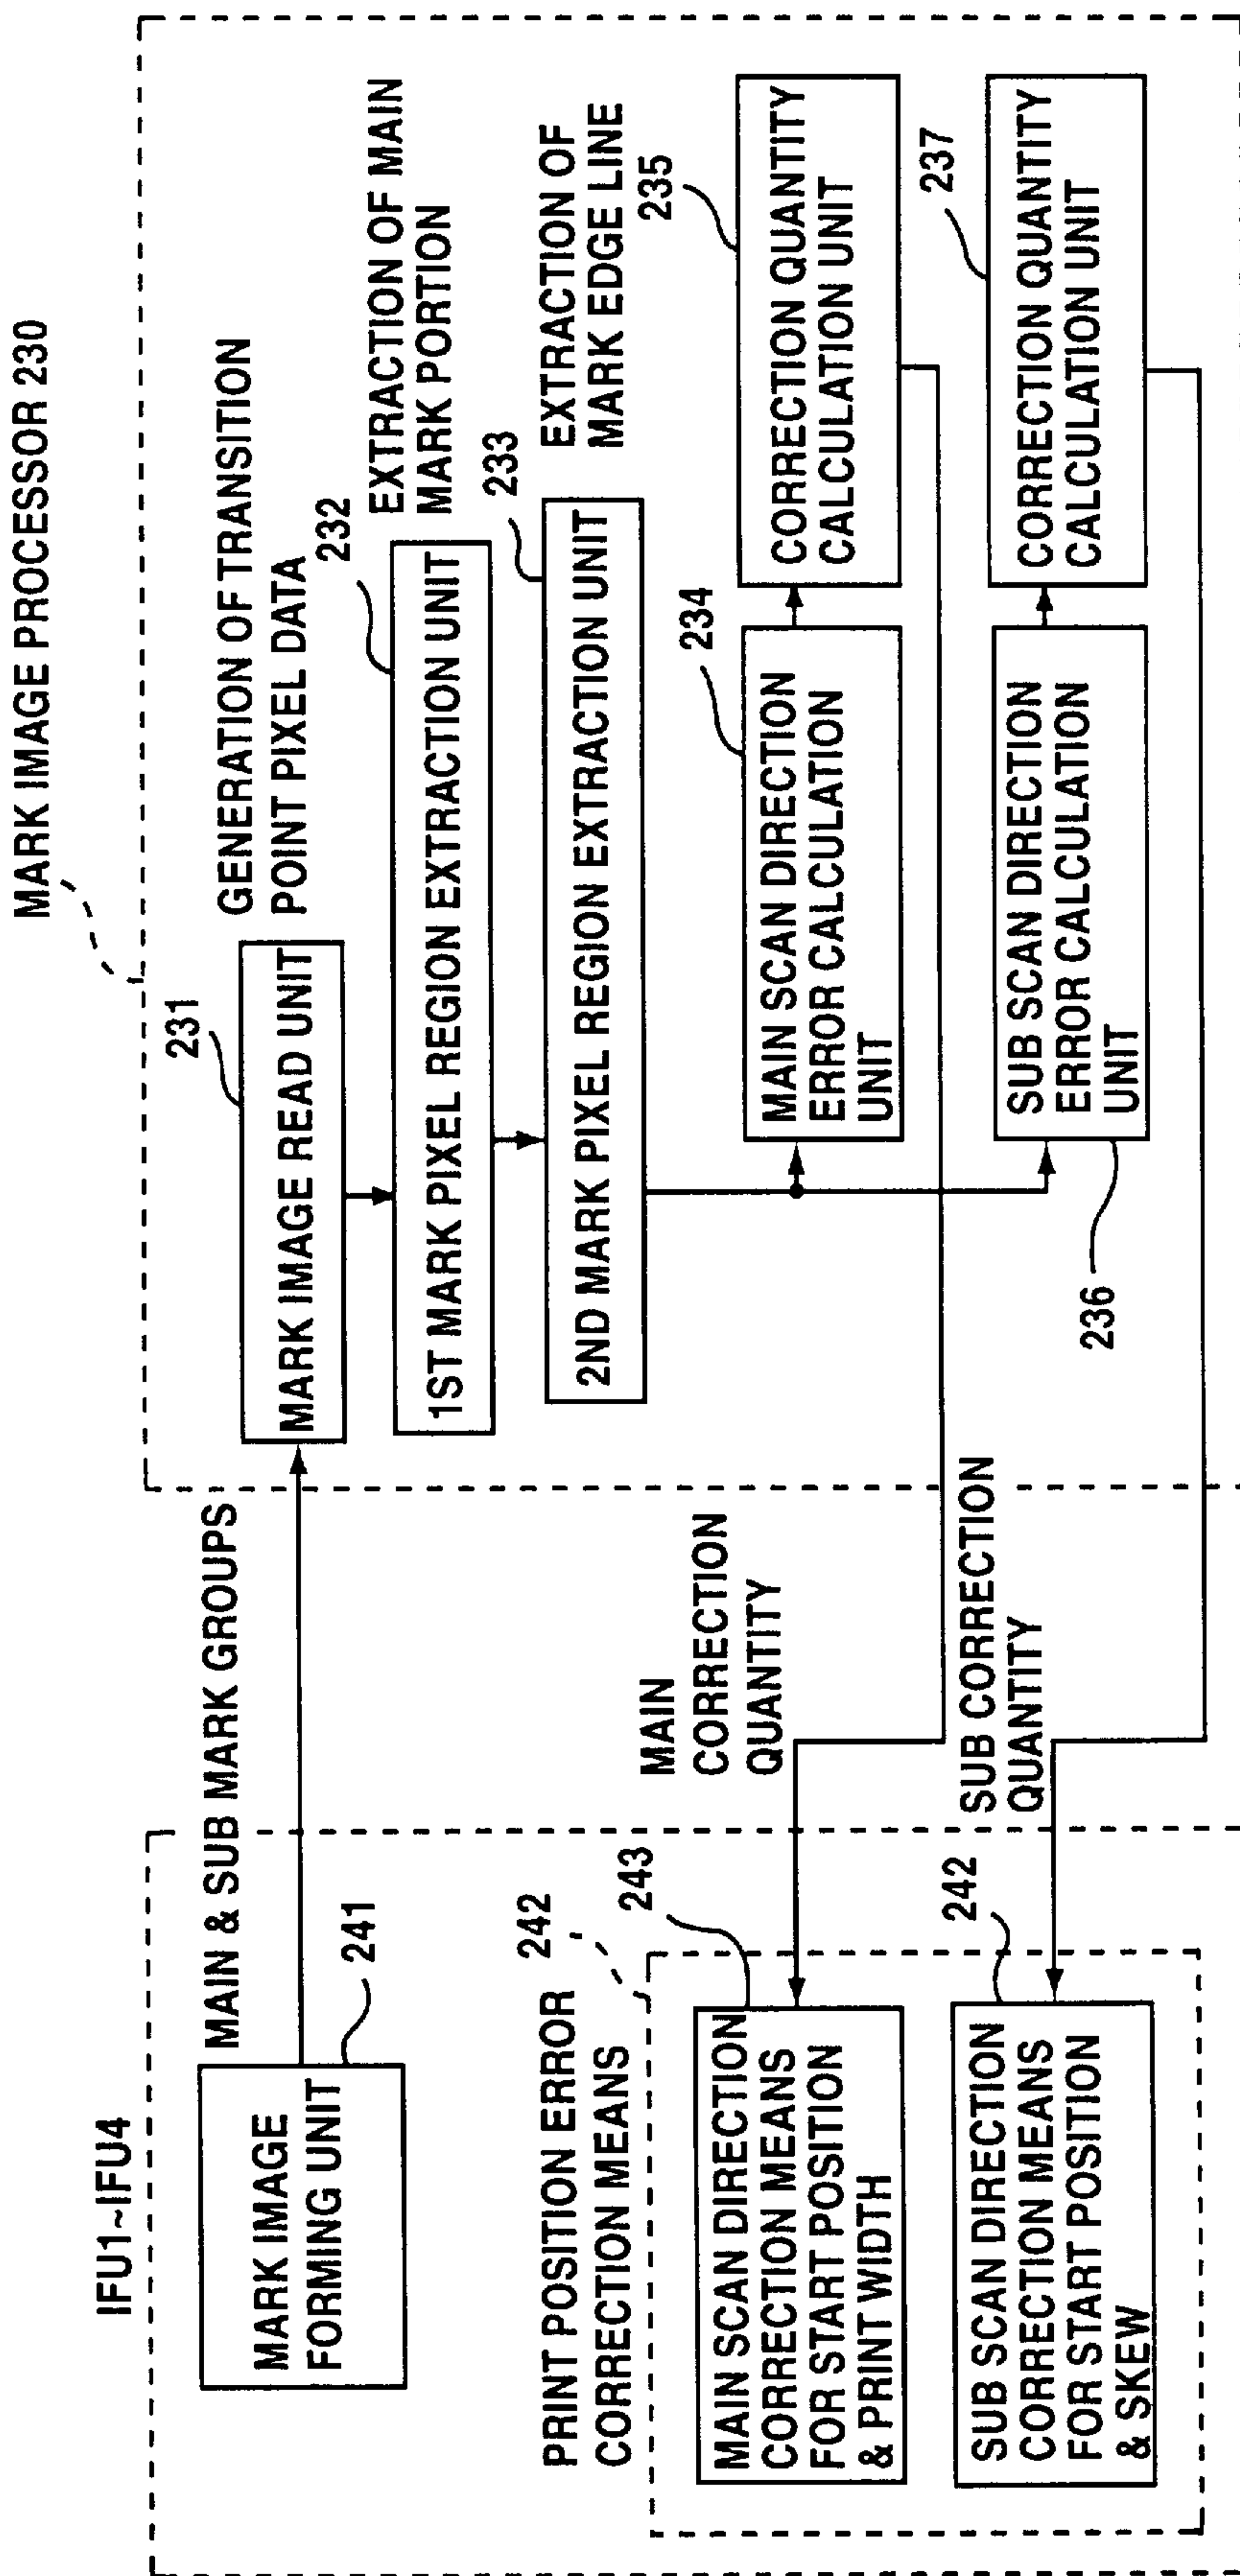 MARK IMAGE PROCESSOR 230
IFU1~IFU4
MARK IMAGE
FORMING UNIT
241
MAIN & SUB MARK GROUPS
231
MARK IMAGE READ UNIT
GENERATION OF TRANSITION
POINT PIXEL DATA
232
1ST MARK PIXEL REGION EXTRACTION UNIT
EXTRACTION OF MAIN
MARK PORTION
233
2ND MARK PIXEL REGION EXTRACTION UNIT
EXTRACTION OF
MARK EDGE LINE
PRINT POSITION ERROR
CORRECTION MEANS
242
243
MAIN SCAN DIRECTION
CORRECTION MEANS
FOR START POSITION
& PRINT WIDTH
MAIN
CORRECTION
QUANTITY
234
MAIN SCAN DIRECTION
ERROR CALCULATION
UNIT
235
CORRECTION QUANTITY
CALCULATION UNIT
242
SUB SCAN DIRECTION
CORRECTION MEANS
FOR START POSITION
& SKEW
SUB CORRECTION
QUANTITY
236
SUB SCAN DIRECTION
ERROR CALCULATION
UNIT
237
CORRECTION QUANTITY
CALCULATION UNIT